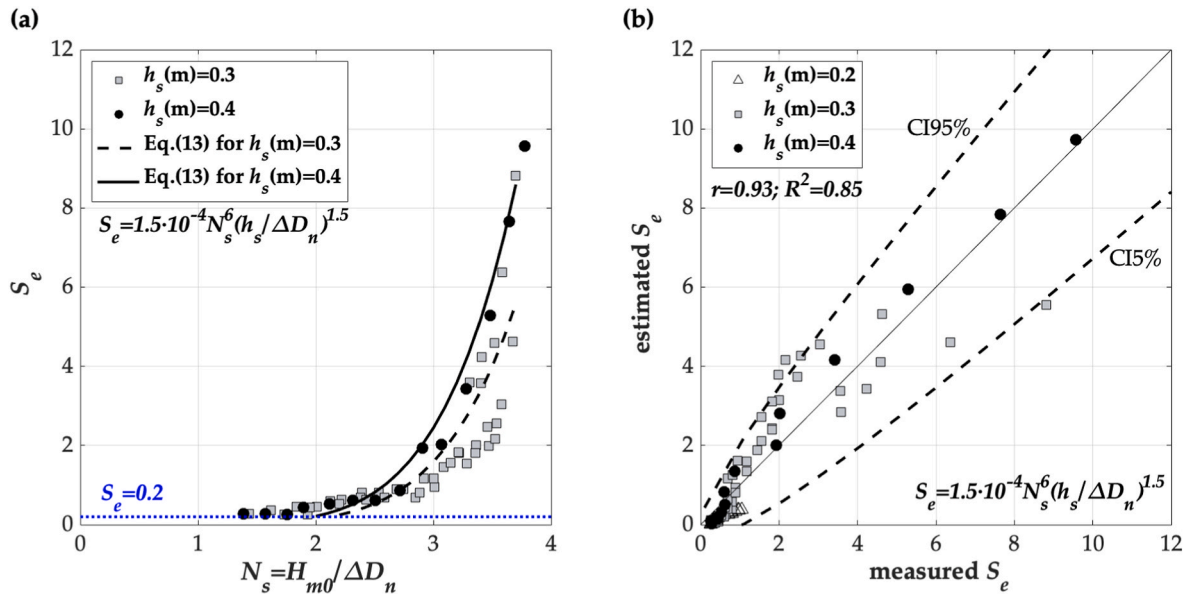 (a)
12
10
8
6
4
2
0
S_e
h_s(m)=0.3
h_s(m)=0.4
Eq.(13) for h_s(m)=0.3
Eq.(13) for h_s(m)=0.4
S_e=1.5·10^-4N_s^6(h_s/ΔD_n)^1.5
S_e=0.2
0 1 2 3 4
N_s=H_m0/ΔD_n
(b)
12
10
8
6
4
2
0
estimated S_e
h_s(m)=0.2
h_s(m)=0.3
h_s(m)=0.4
r=0.93; R^2=0.85
CI95%
CI5%
S_e=1.5·10^-4N_s^6(h_s/ΔD_n)^1.5
0 2 4 6 8 10 12
measured S_e